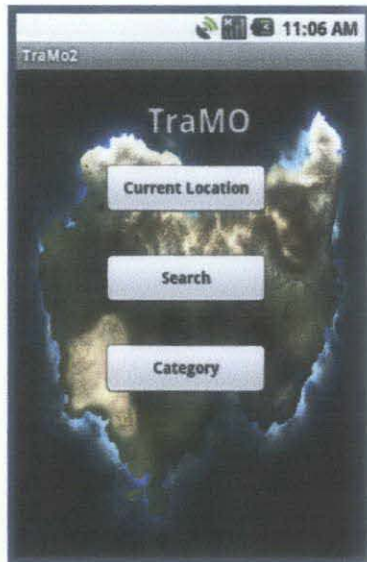 11:06 AM
TraMo2
TraMO
Current Location
Search
Category